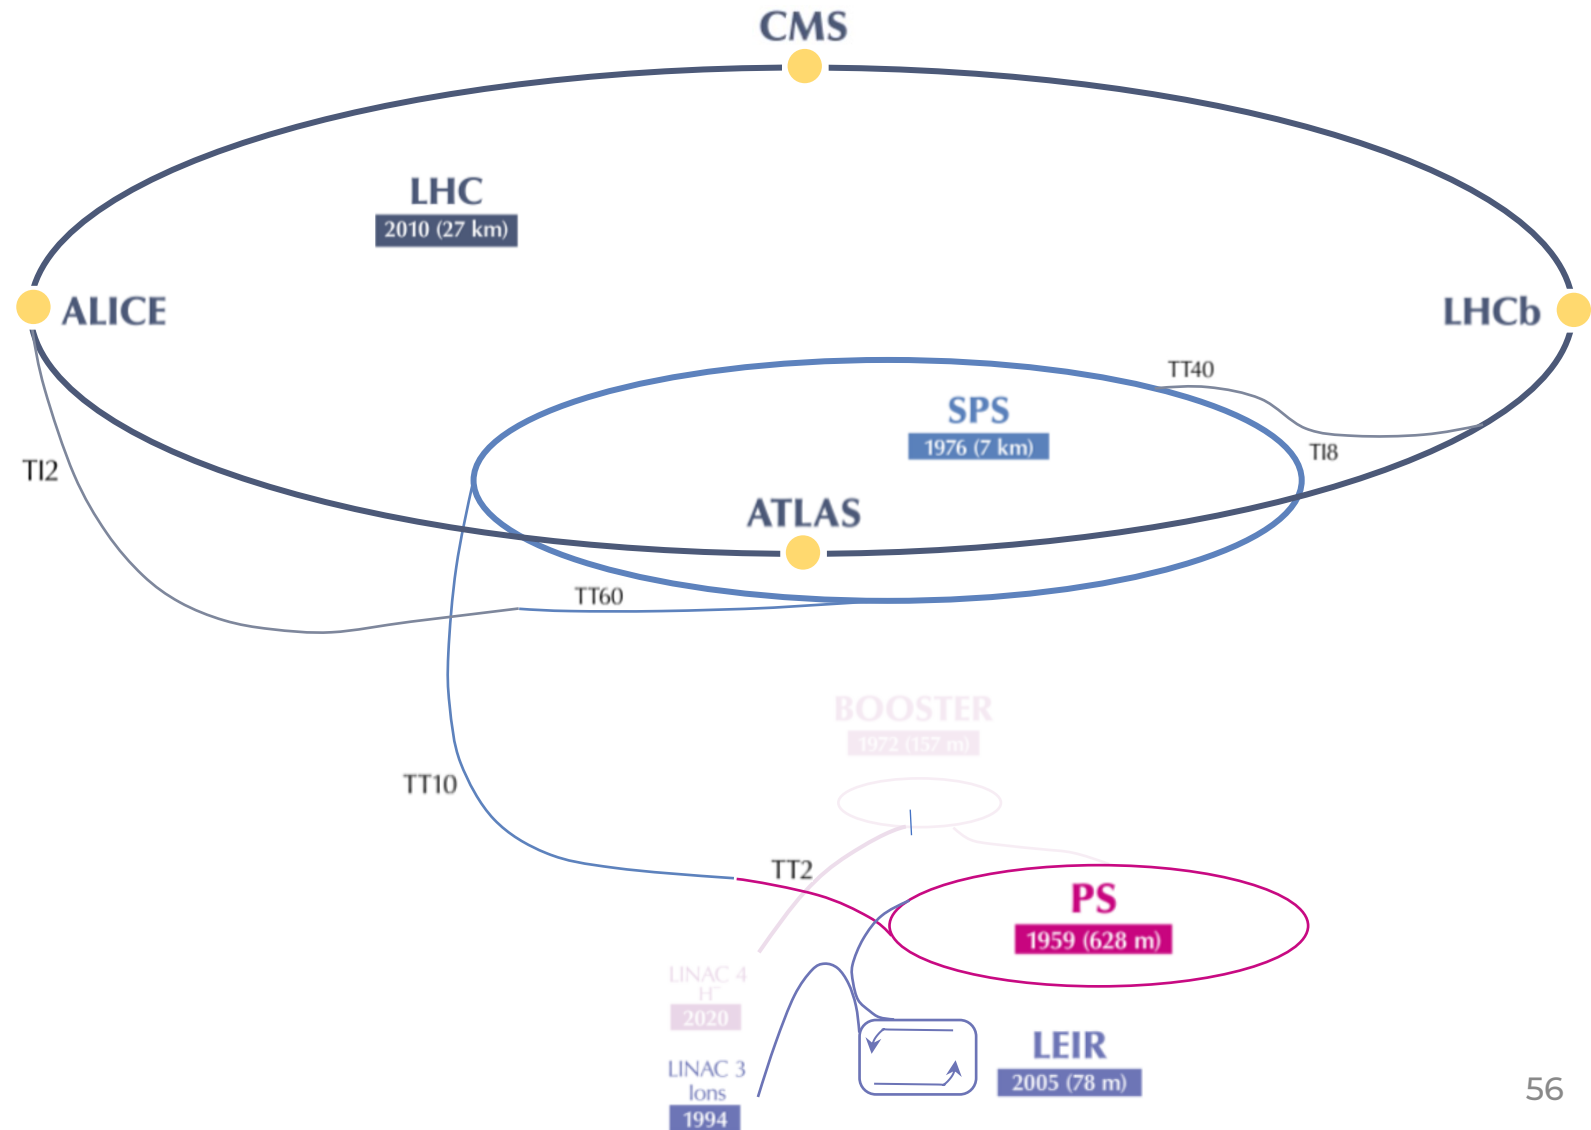 CMS
LHC
2010 (27 km)
ALICE
LHCb
TT40
SPS
1976 (7 km)
TI8
TI2
ATLAS
TT60
BOOSTER
1972 (157 m)
TT10
TT2
PS
1959 (628 m)
LINAC 4
H⁻
2020
LEIR
2005 (78 m)
LINAC 3
Ions
1994
56